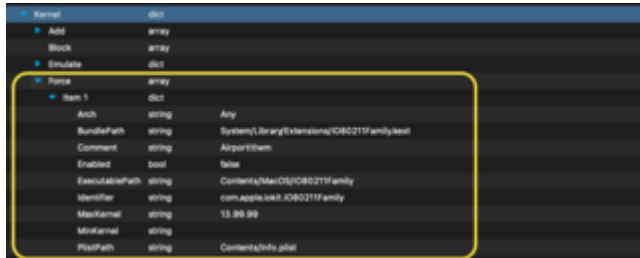 Kernel dict
Add array
Block array
Emulate dict
Force array
Item 1 dict
Arch string Any
BundlePath string System/Library/Extensions/IO80211Family.kext
Comment string Airportitlwm
Enabled bool false
ExecutablePath string Contents/MacOS/IO80211Family
Identifier string com.apple.iokit.IO80211Family
MaxKernel string 13.99.99
MinKernel string
PlistPath string Contents/Info.plist